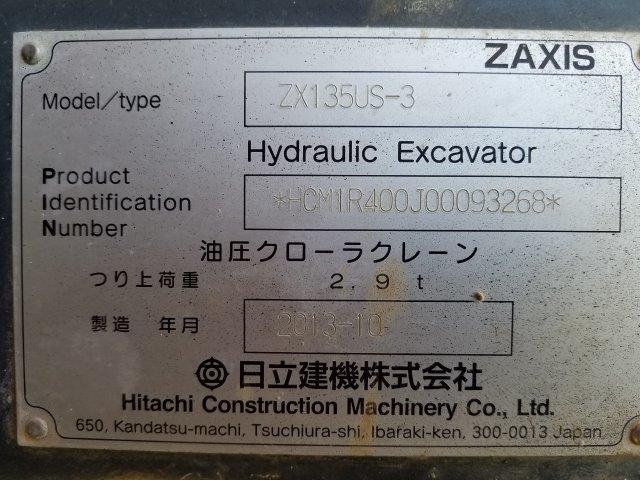 ZAXIS
Model/type ZX135US-3
Hydraulic Excavator
Product
Identification *HCM1R400J00093268*
Number
油圧クローラクレーン
つり上荷重 2.9 t
製造 年月 2013-10
日立建機株式会社
Hitachi Construction Machinery Co., Ltd.
650, Kandatsu-machi, Tsuchiura-shi, Ibaraki-ken, 300-0013 Japan